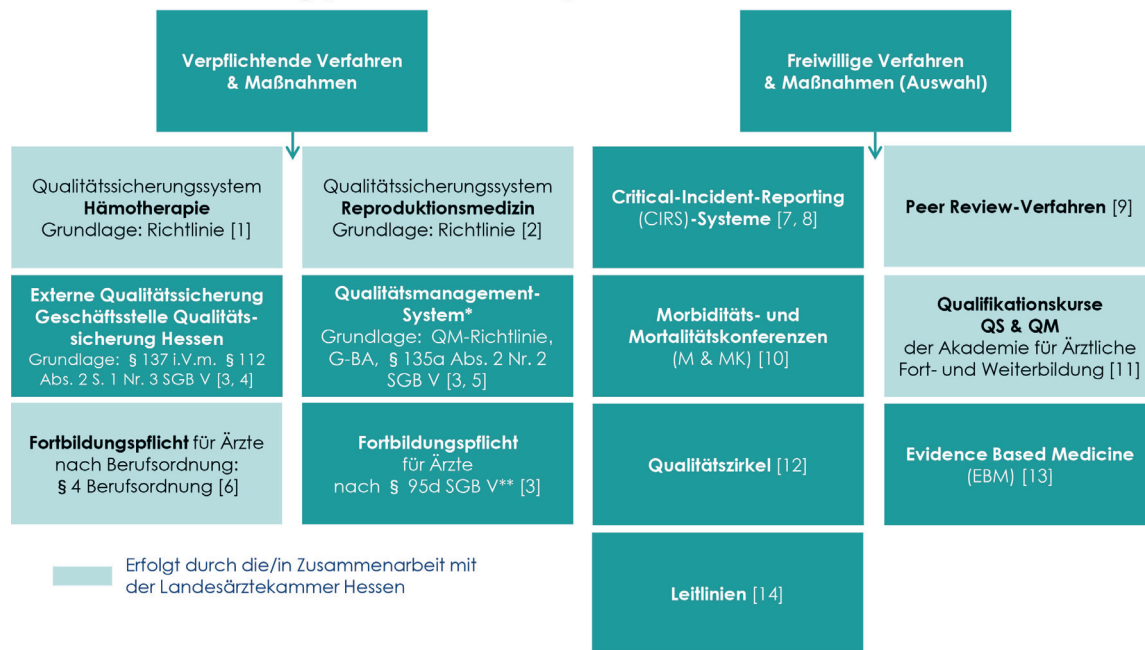 Verpflichtende Verfahren
& Maßnahmen
Freiwillige Verfahren
& Maßnahmen (Auswahl)
Qualitätssicherungssystem
Hämotherapie
Grundlage: Richtlinie [1]
Qualitätssicherungssystem
Reproduktionsmedizin
Grundlage: Richtlinie [2]
Critical-Incident-Reporting
(CIRS)-Systeme [7, 8]
Peer Review-Verfahren [9]
Externe Qualitätssicherung
Geschäftsstelle Qualitäts-
sicherung Hessen
Grundlage: § 137 i.V.m. § 112
Abs. 2 S. 1 Nr. 3 SGB V [3, 4]
Qualitätsmanagement-
System*
Grundlage: QM-Richtlinie,
G-BA, § 135a Abs. 2 Nr. 2
SGB V [3, 5]
Morbiditäts- und
Mortalitätskonferenzen
(M & MK) [10]
Qualifikationskurse
QS & QM
der Akademie für Ärztliche
Fort- und Weiterbildung [11]
Fortbildungspflicht für Ärzte
nach Berufsordnung:
§ 4 Berufsordnung [6]
Fortbildungspflicht
für Ärzte
nach § 95d SGB V** [3]
Qualitätszirkel [12]
Evidence Based Medicine
(EBM) [13]
Erfolgt durch die/in Zusammenarbeit mit
der Landesärztekammer Hessen
Leitlinien [14]